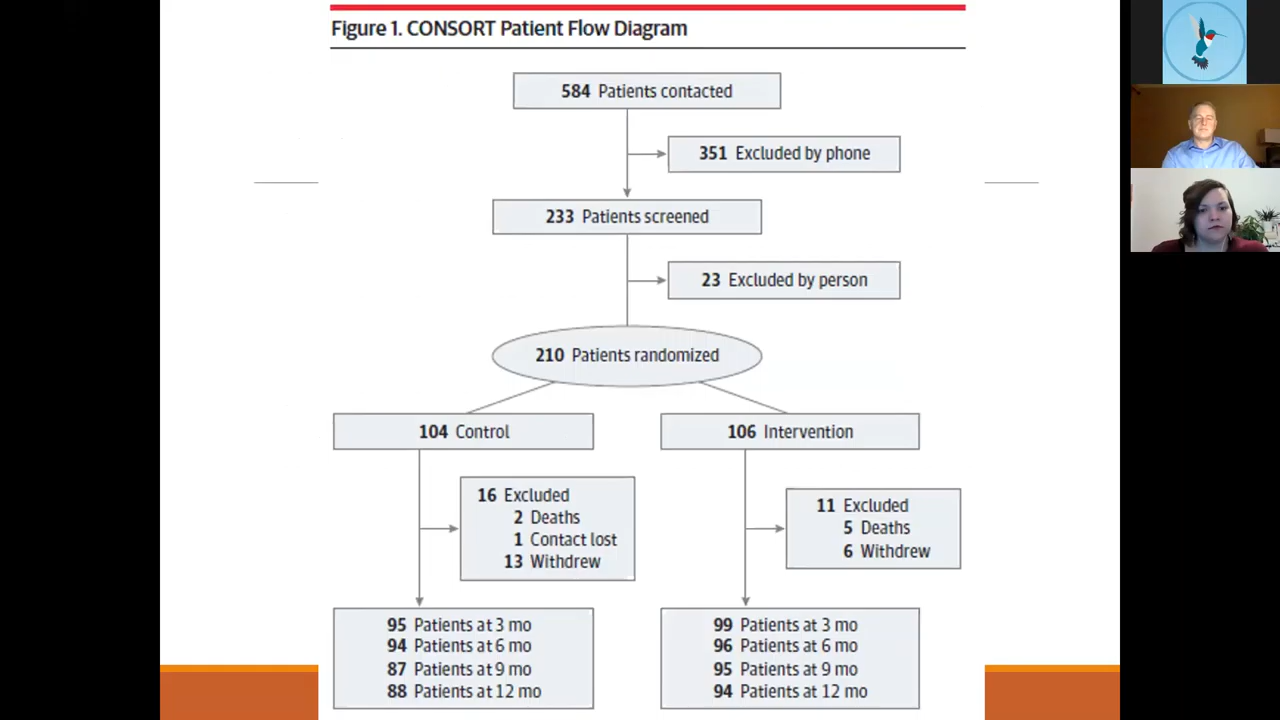 Figure 1. CONSORT Patient Flow Diagram
584 Patients contacted
351 Excluded by phone
233 Patients screened
23 Excluded by person
210 Patients randomized
104 Control
106 Intervention
16 Excluded
2 Deaths
1 Contact lost
13 Withdrew
11 Excluded
5 Deaths
6 Withdrew
95 Patients at 3 mo
94 Patients at 6 mo
87 Patients at 9 mo
88 Patients at 12 mo
99 Patients at 3 mo
96 Patients at 6 mo
95 Patients at 9 mo
94 Patients at 12 mo